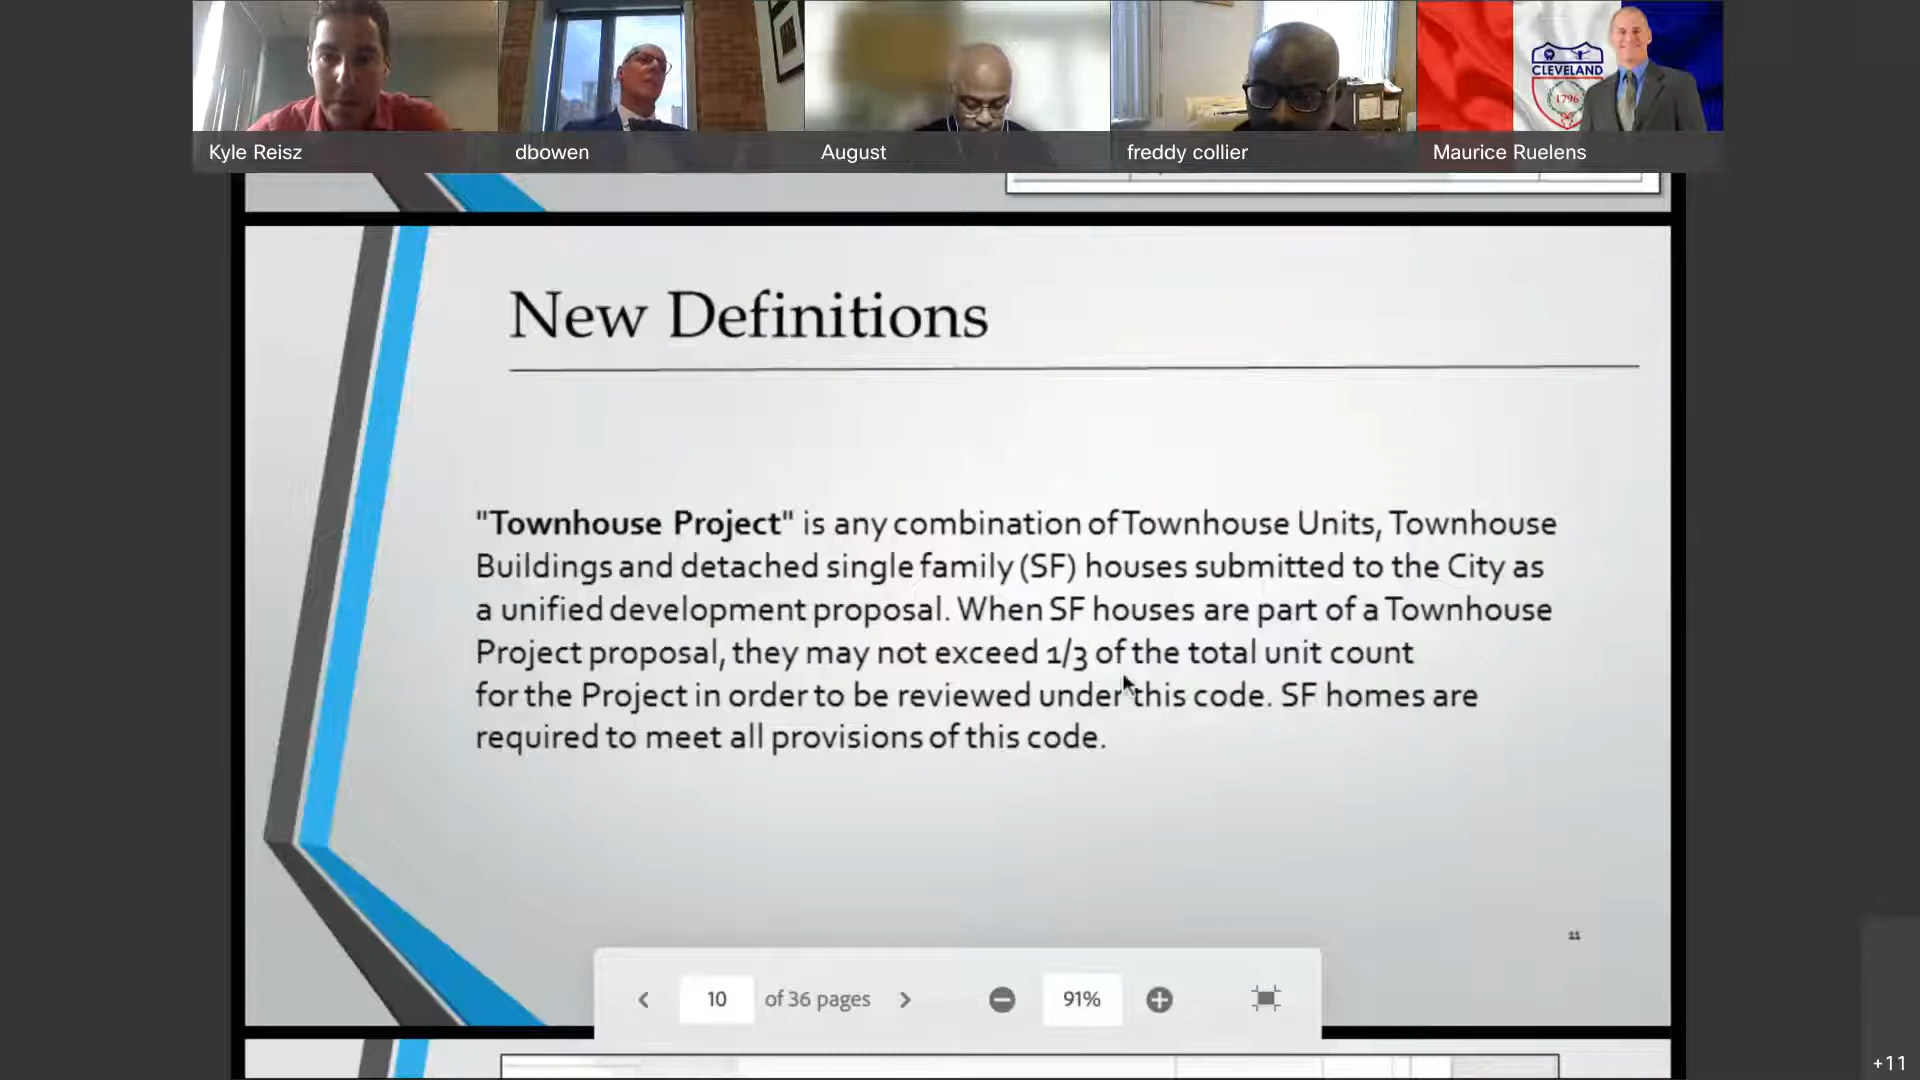 CLEVELAND
1796
Kyle Reisz
dbowen
August
freddy collier
Maurice Ruelens
New Definitions
"Townhouse Project" is any combination of Townhouse Units, Townhouse
Buildings and detached single family (SF) houses submitted to the City as
a unified development proposal. When SF houses are part of a Townhouse
Project proposal, they may not exceed 1/3 of the total unit count
for the Project in order to be reviewed under this code. SF homes are
required to meet all provisions of this code.
11
10 of 36 pages 91%
+11